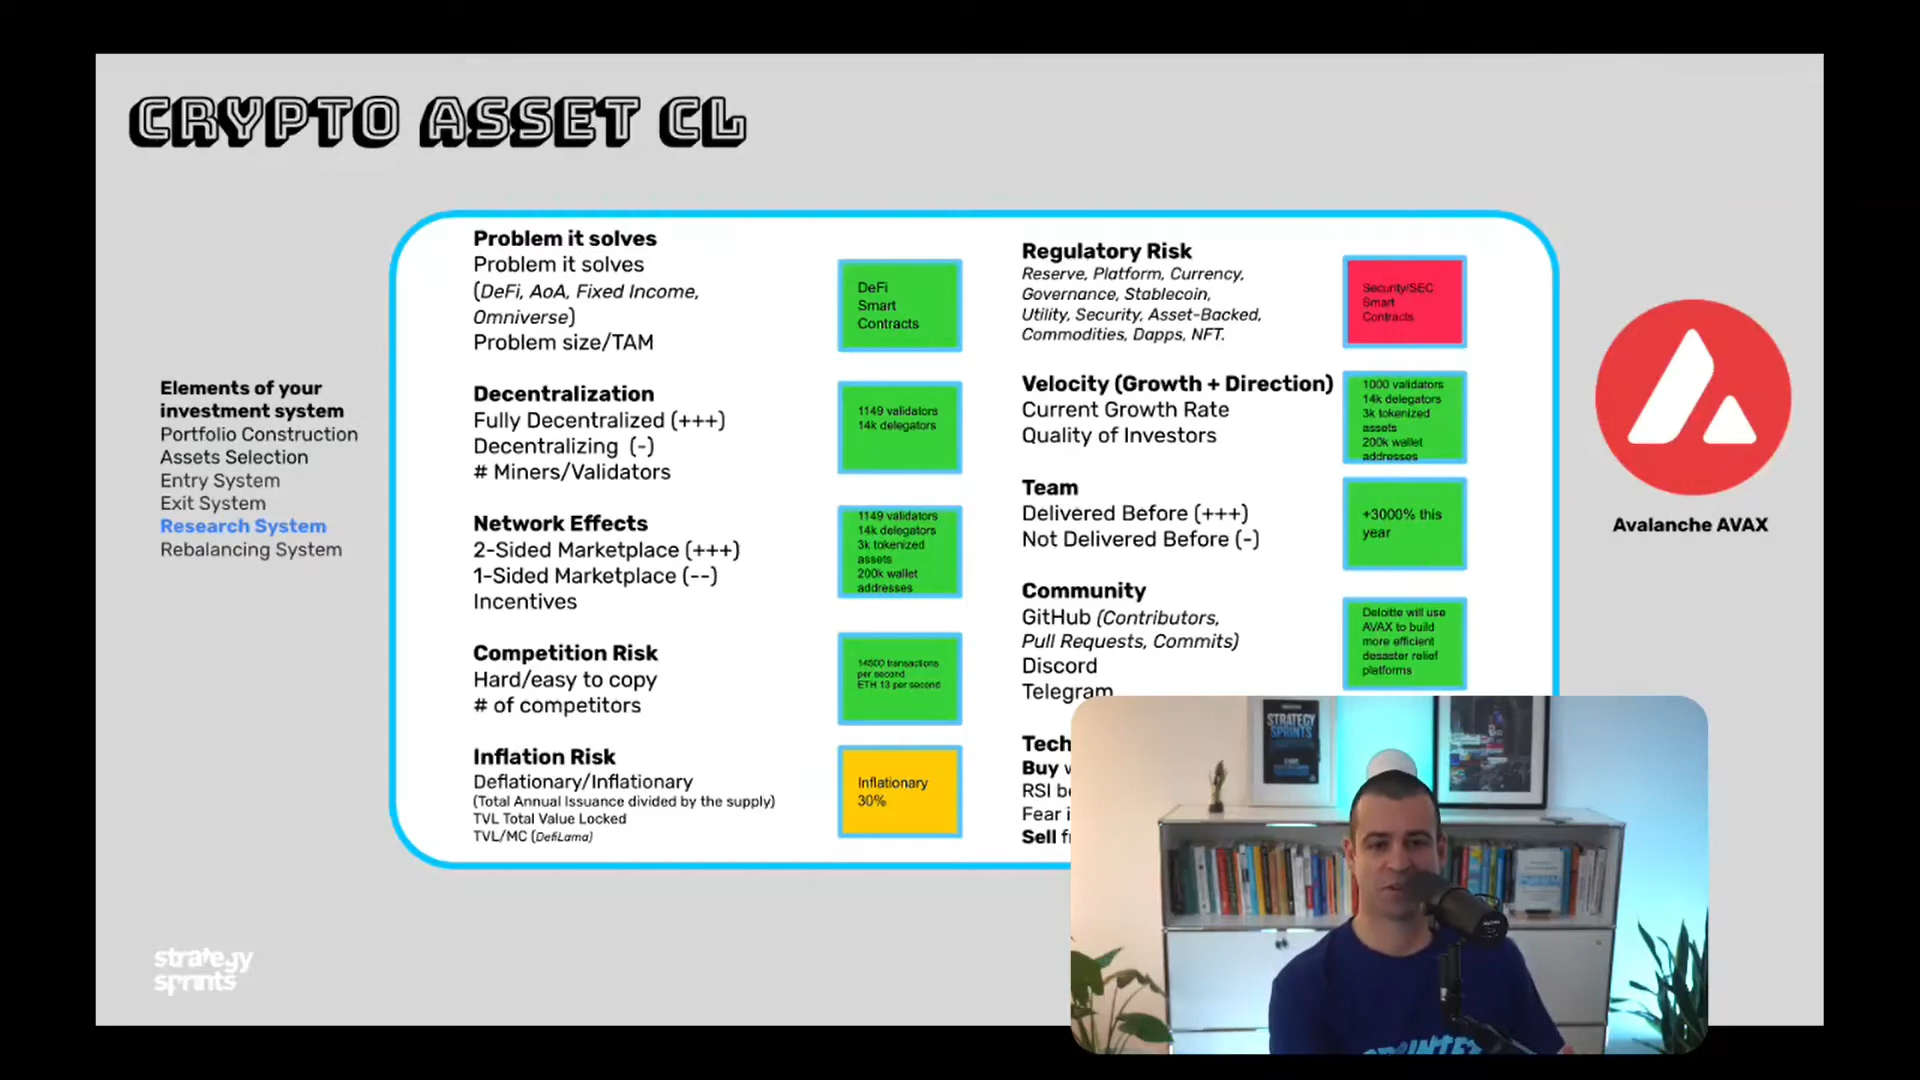 CRYPTO ASSET CL
Elements of your
investment system
Portfolio Construction
Assets Selection
Entry System
Exit System
Research System
Rebalancing System
Problem it solves
Problem it solves
(DeFi, AoA, Fixed Income,
Omniverse)
Problem size/TAM
DeFi
Smart
Contracts
Decentralization
Fully Decentralized (+++)
Decentralizing (-)
# Miners/Validators
1149 validators
14k delegators
Network Effects
2-Sided Marketplace (+++)
1-Sided Marketplace (--)
Incentives
1149 validators
14k delegators
3k tokenized
assets
200k wallet
addresses
Competition Risk
Hard/easy to copy
# of competitors
14500 transactions
per second
ETH 13 per second
Inflation Risk
Deflationary/Inflationary
(Total Annual Issuance divided by the supply)
TVL Total Value Locked
TVL/MC (DefiLama)
Inflationary
30%
Regulatory Risk
Reserve, Platform, Currency,
Governance, Stablecoin,
Utility, Security, Asset-Backed,
Commodities, Dapps, NFT.
Security/SEC
Smart
Contracts
Velocity (Growth + Direction)
Current Growth Rate
Quality of Investors
1000 validators
14k delegators
3k tokenized
assets
200k wallet
addresses
Team
Delivered Before (+++)
Not Delivered Before (-)
+3000% this
year
Community
GitHub (Contributors,
Pull Requests, Commits)
Discord
Telegram
Deloitte will use
AVAX to build
more efficient
desaster relief
platforms
Tech
Buy
RSI
Fear
Sell
Avalanche AVAX
strategy
sprints
STRATEGY
SPRINTS